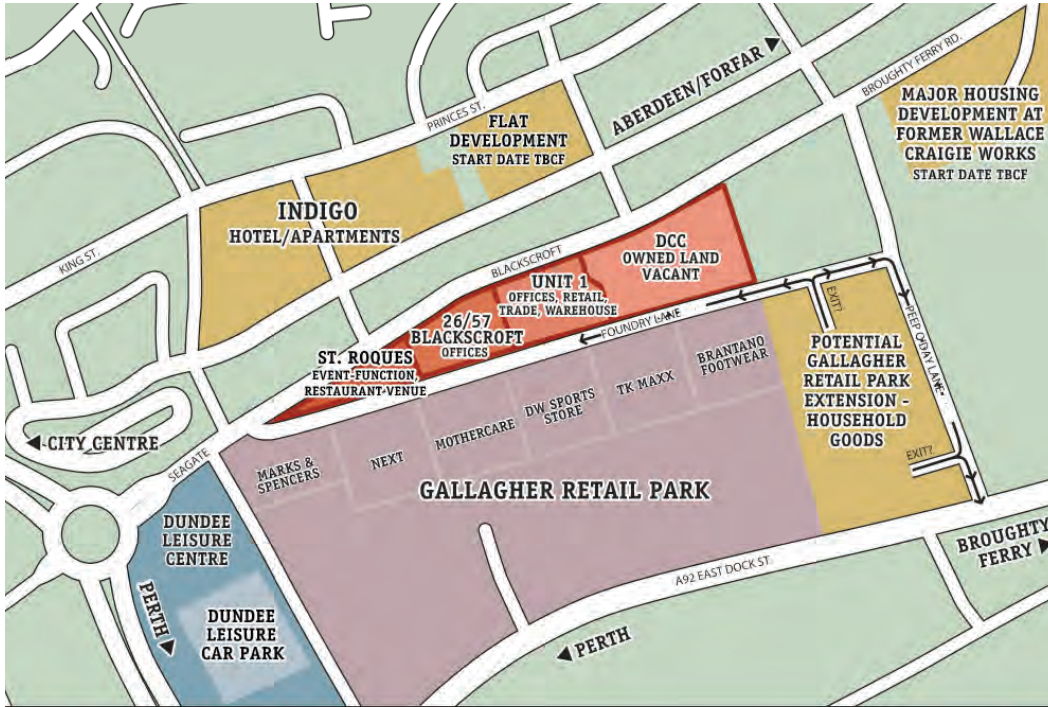 PRINCES ST.
FLAT
DEVELOPMENT
START DATE TBCF
ABERDEEN/FORFAR
BROUGHTY FERRY RD.
MAJOR HOUSING
DEVELOPMENT AT
FORMER WALLACE
CRAIGIE WORKS
START DATE TBCF
INDIGO
HOTEL/APARTMENTS
KING ST.
BLACKSCROFT
DCC
OWNED LAND
VACANT
UNIT 1
OFFICES, RETAIL,
TRADE, WAREHOUSE
26/57
BLACKSCROFT
OFFICES
ST. ROQUES
EVENT-FUNCTION,
RESTAURANT-VENUE
FOUNDRY LANE
EXIT?
PEEP O'DAY LANE
POTENTIAL
GALLAGHER
RETAIL PARK
EXTENSION -
HOUSEHOLD
GOODS
EXIT?
BRANTANO
FOOTWEAR
TK MAXX
DW SPORTS
STORE
MOTHERCARE
NEXT
MARKS &
SPENCERS
GALLAGHER RETAIL PARK
CITY CENTRE
SEAGATE
DUNDEE
LEISURE
CENTRE
PERTH
DUNDEE
LEISURE
CAR PARK
A92 EAST DOCK ST.
PERTH
BROUGHTY
FERRY